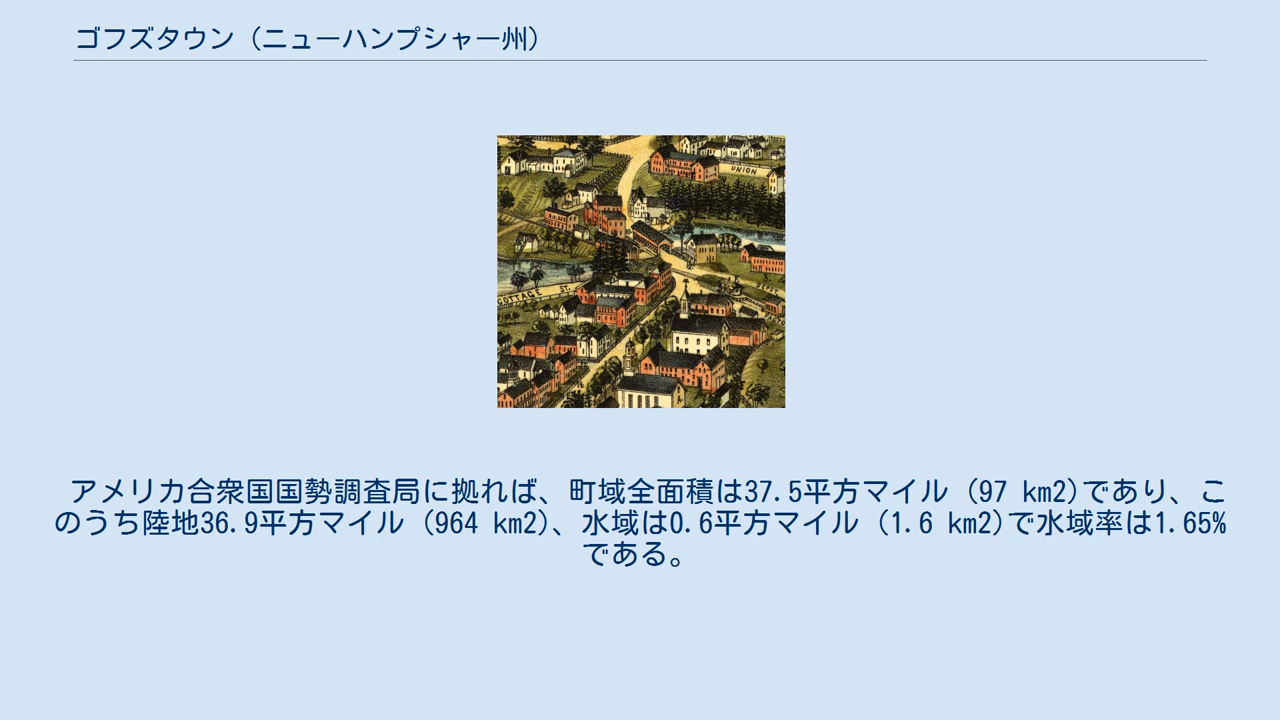 ゴフズタウン (ニューハンプシャー州)
UNION
COTTAGE ST.
アメリカ合衆国国勢調査局に拠れば、町域全面積は37.5平方マイル (97 km2)であり、こ
のうち陸地36.9平方マイル (964 km2)、水域は0.6平方マイル (1.6 km2)で水域率は1.65%
である。